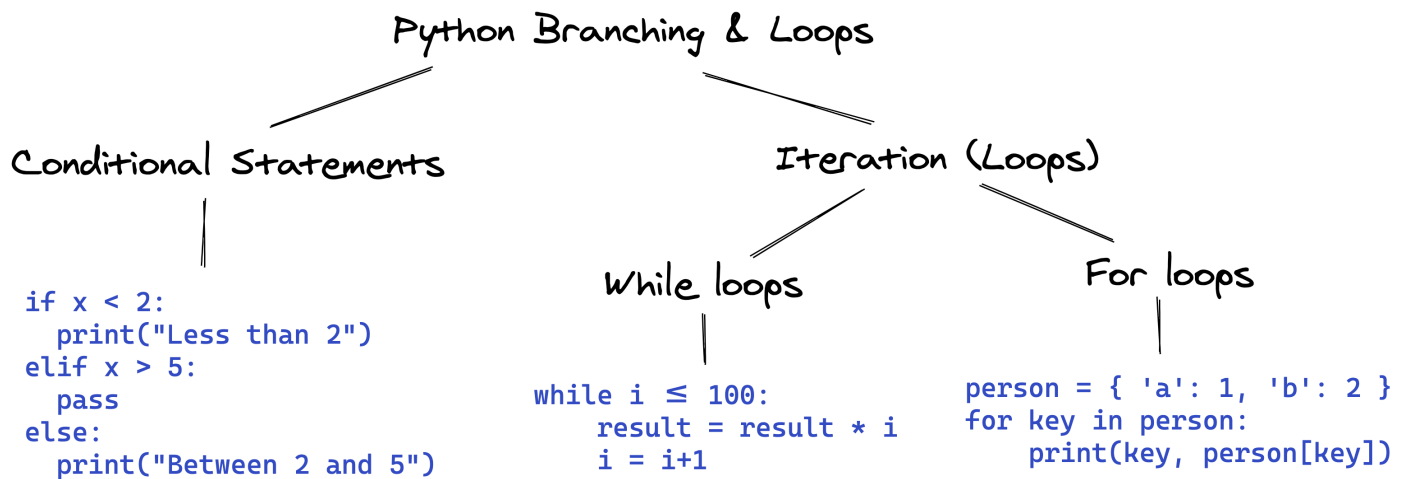 Python Branching & Loops
Conditional Statements
Iteration (Loops)
While loops
For loops
if x < 2:
  print("Less than 2")
elif x > 5:
  pass
else:
  print("Between 2 and 5")
while i ≤ 100:
    result = result * i
    i = i+1
person = { 'a': 1, 'b': 2 }
for key in person:
    print(key, person[key])